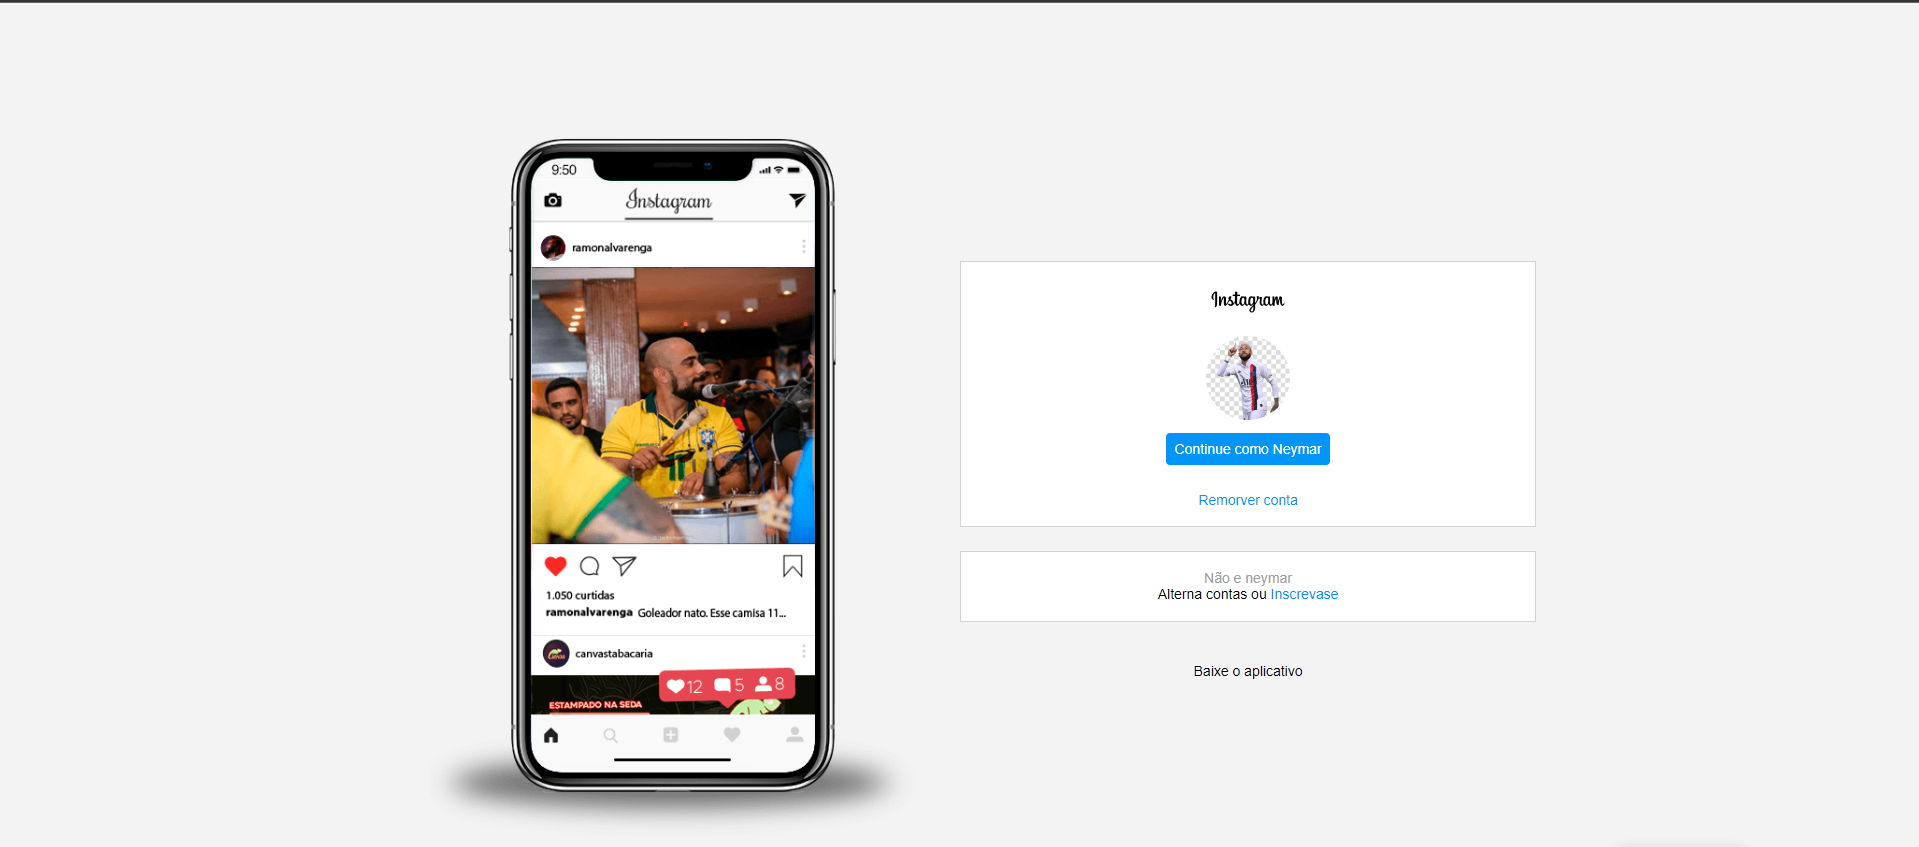 9:50
Instagram
ramonalvarenga
1.050 curtidas
ramonalvarenga Goleador nato. Esse camisa 11...
canvastabacaria
12 5 8
ESTAMPADO NA SEDA
Instagram
Continue como Neymar
Remorver conta
Não e neymar
Alterna contas ou Inscrevase
Baixe o aplicativo